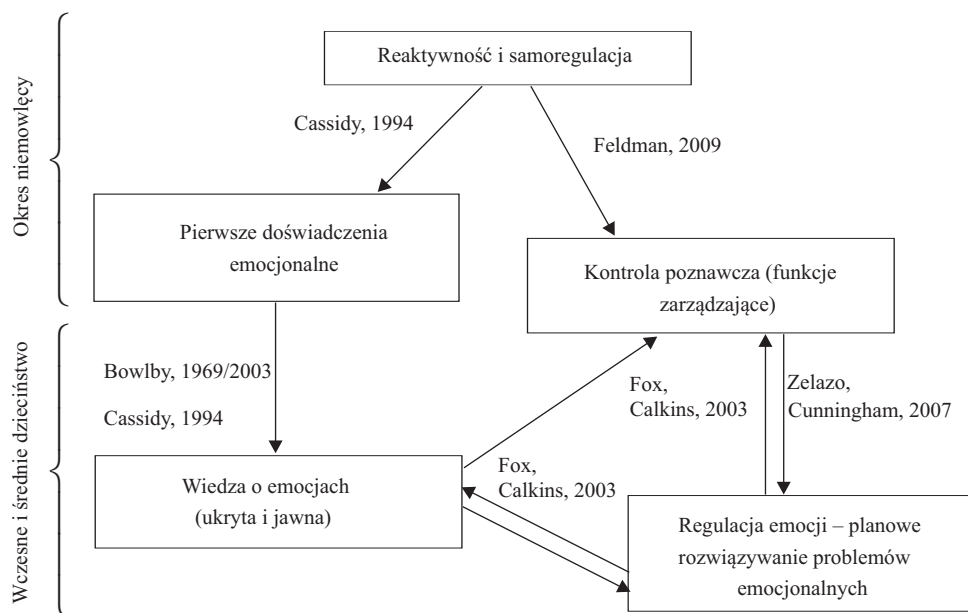 Okres niemowlęcy
Reaktywność i samoregulacja
Cassidy, 1994
Feldman, 2009
Pierwsze doświadczenia
emocjonalne
Kontrola poznawcza (funkcje
zarządzające)
Wczesne i średnie dzieciństwo
Bowlby, 1969/2003
Cassidy, 1994
Fox,
Calkins, 2003
Zelazo,
Cunningham, 2007
Wiedza o emocjach
(ukryta i jawna)
Fox,
Calkins, 2003
Regulacja emocji – planowe
rozwiązywanie problemów
emocjonalnych